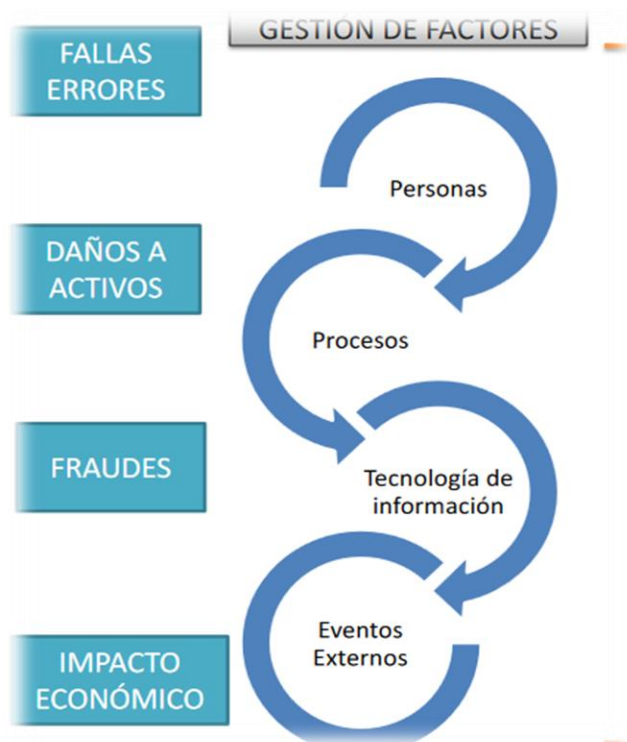 GESTIÓN DE FACTORES
FALLAS
ERRORES
Personas
DAÑOS A
ACTIVOS
Procesos
FRAUDES
Tecnología de
información
Eventos
Externos
IMPACTO
ECONÓMICO